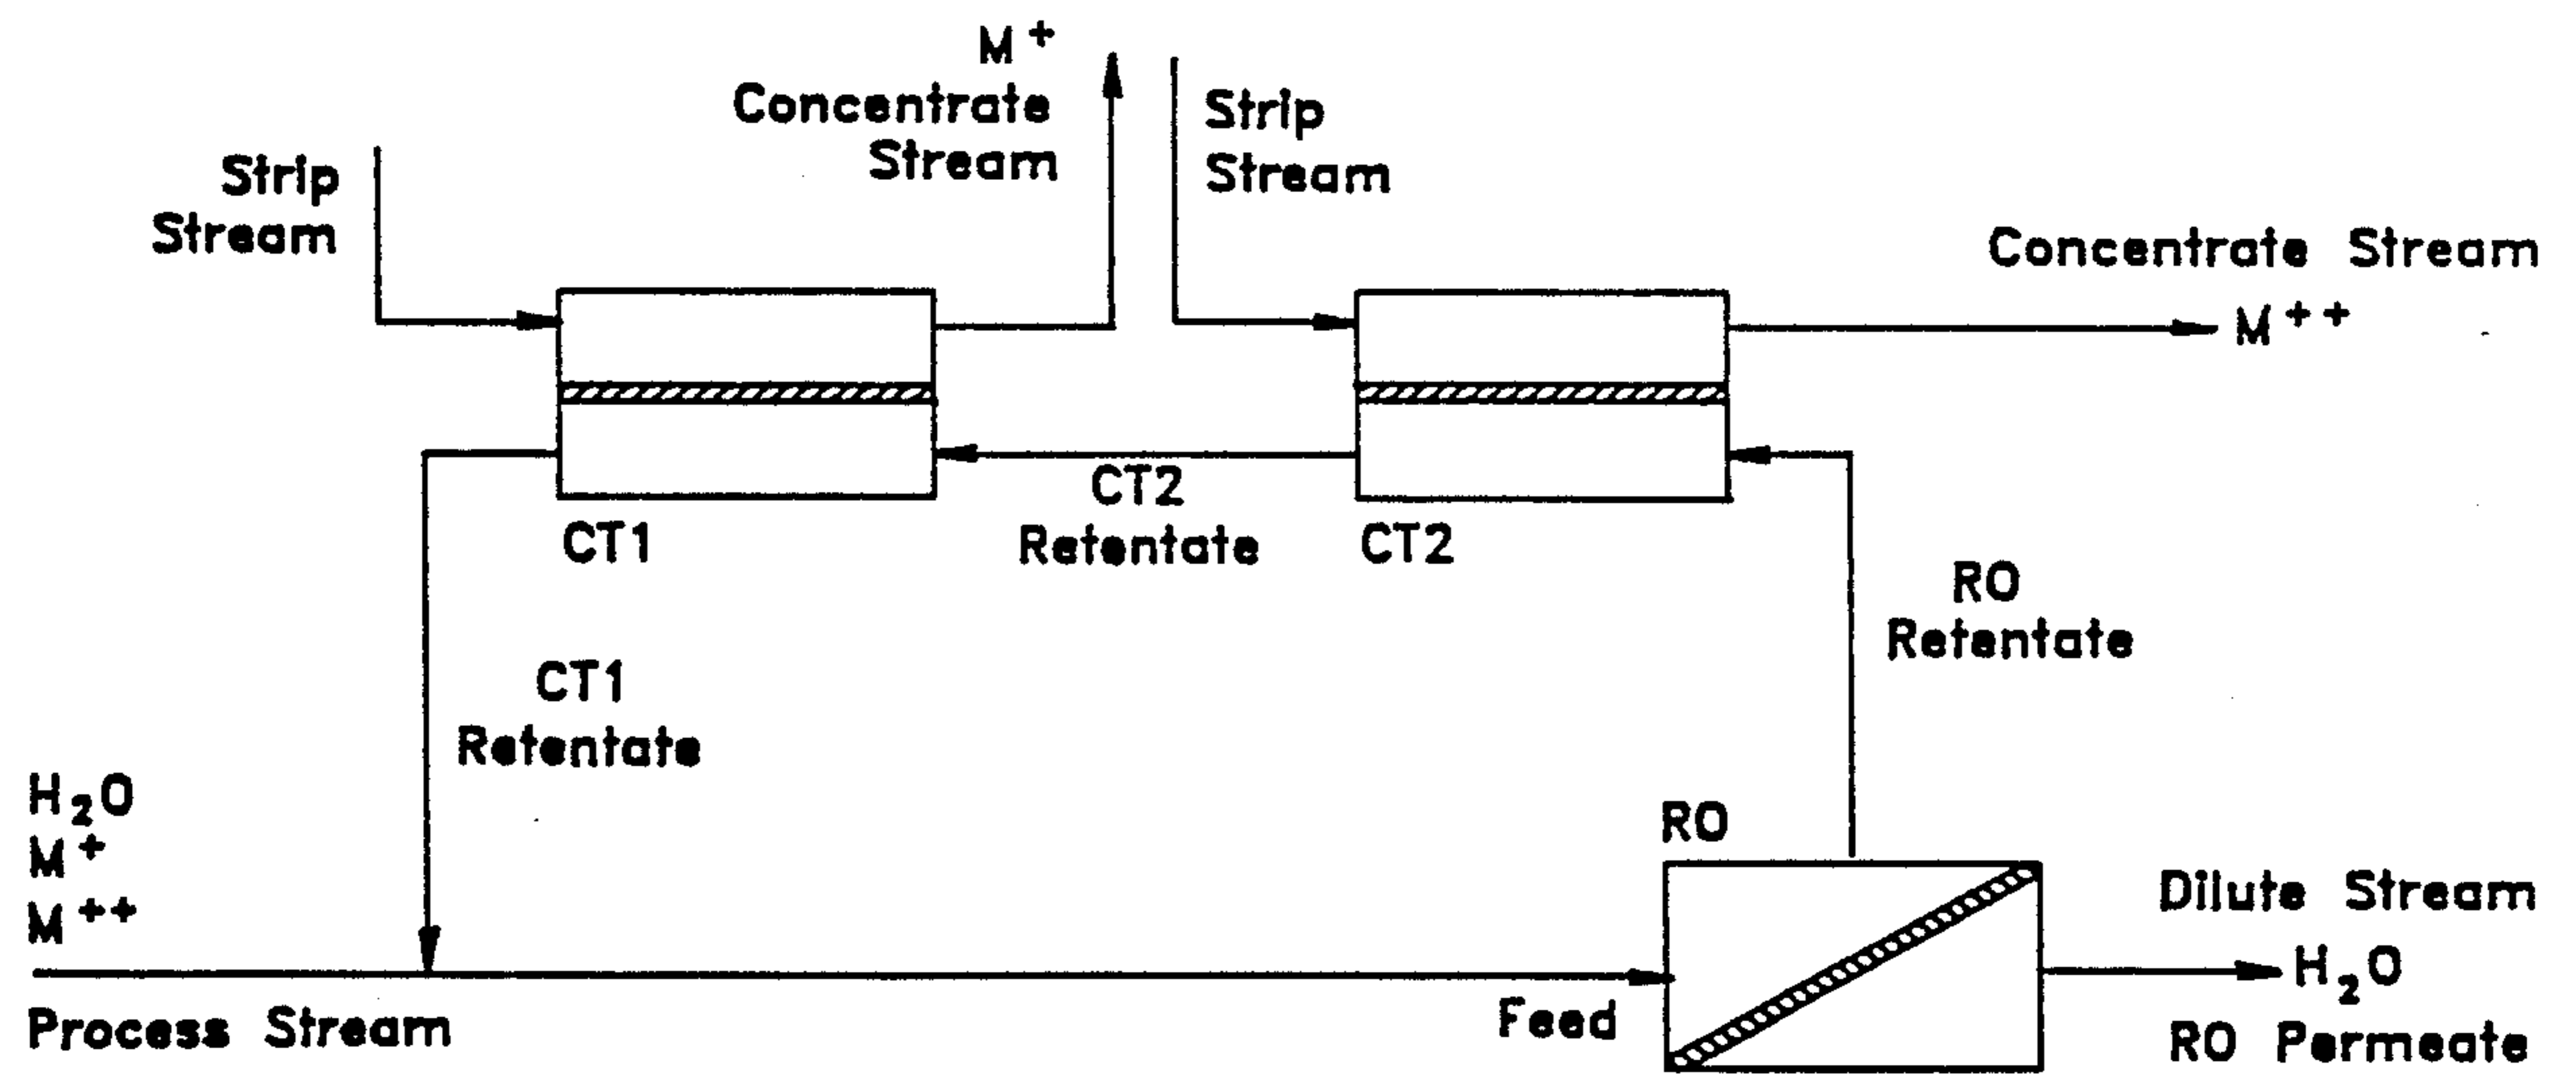 M+
Concentrate
Stream
Strip
Stream
Strip
Stream
Concentrate Stream
M++
CT1
CT2
Retentate
CT2
RO
Retentate
CT1
Retentate
H₂O
M+
M++
Process Stream
Feed
RO
Dilute Stream
H₂O
RO Permeate